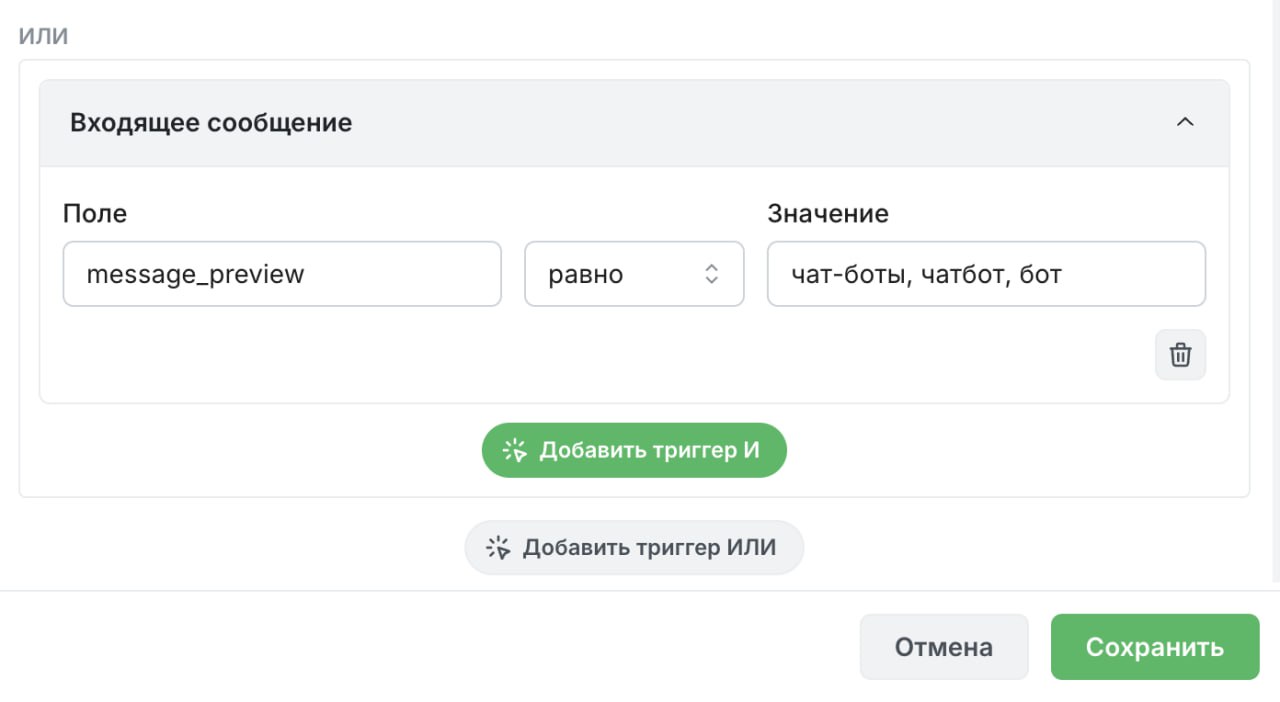 ИЛИ
Входящее сообщение
Поле
Значение
message_preview
равно
чат-боты, чатбот, бот
Добавить триггер И
Добавить триггер ИЛИ
Отмена
Сохранить